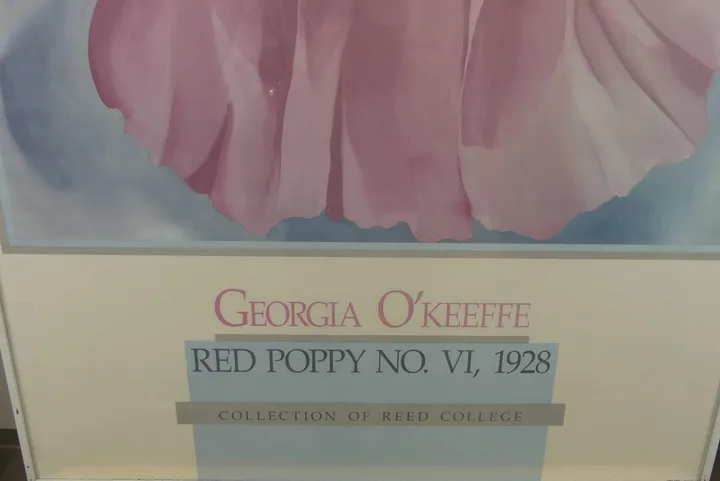 GEORGIA O'KEEFFE
RED POPPY NO. VI, 1928
COLLECTION OF REED COLLEGE